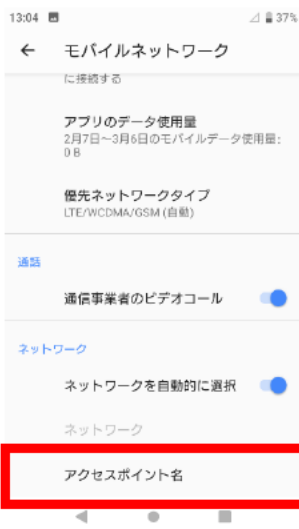 13:04 37%
モバイルネットワーク
に接続する
アプリのデータ使用量
2月7日～3月6日のモバイルデータ使用量:
0 B
優先ネットワークタイプ
LTE/WCDMA/GSM (自動)
通話
通信事業者のビデオコール
ネットワーク
ネットワークを自動的に選択
ネットワーク
アクセスポイント名